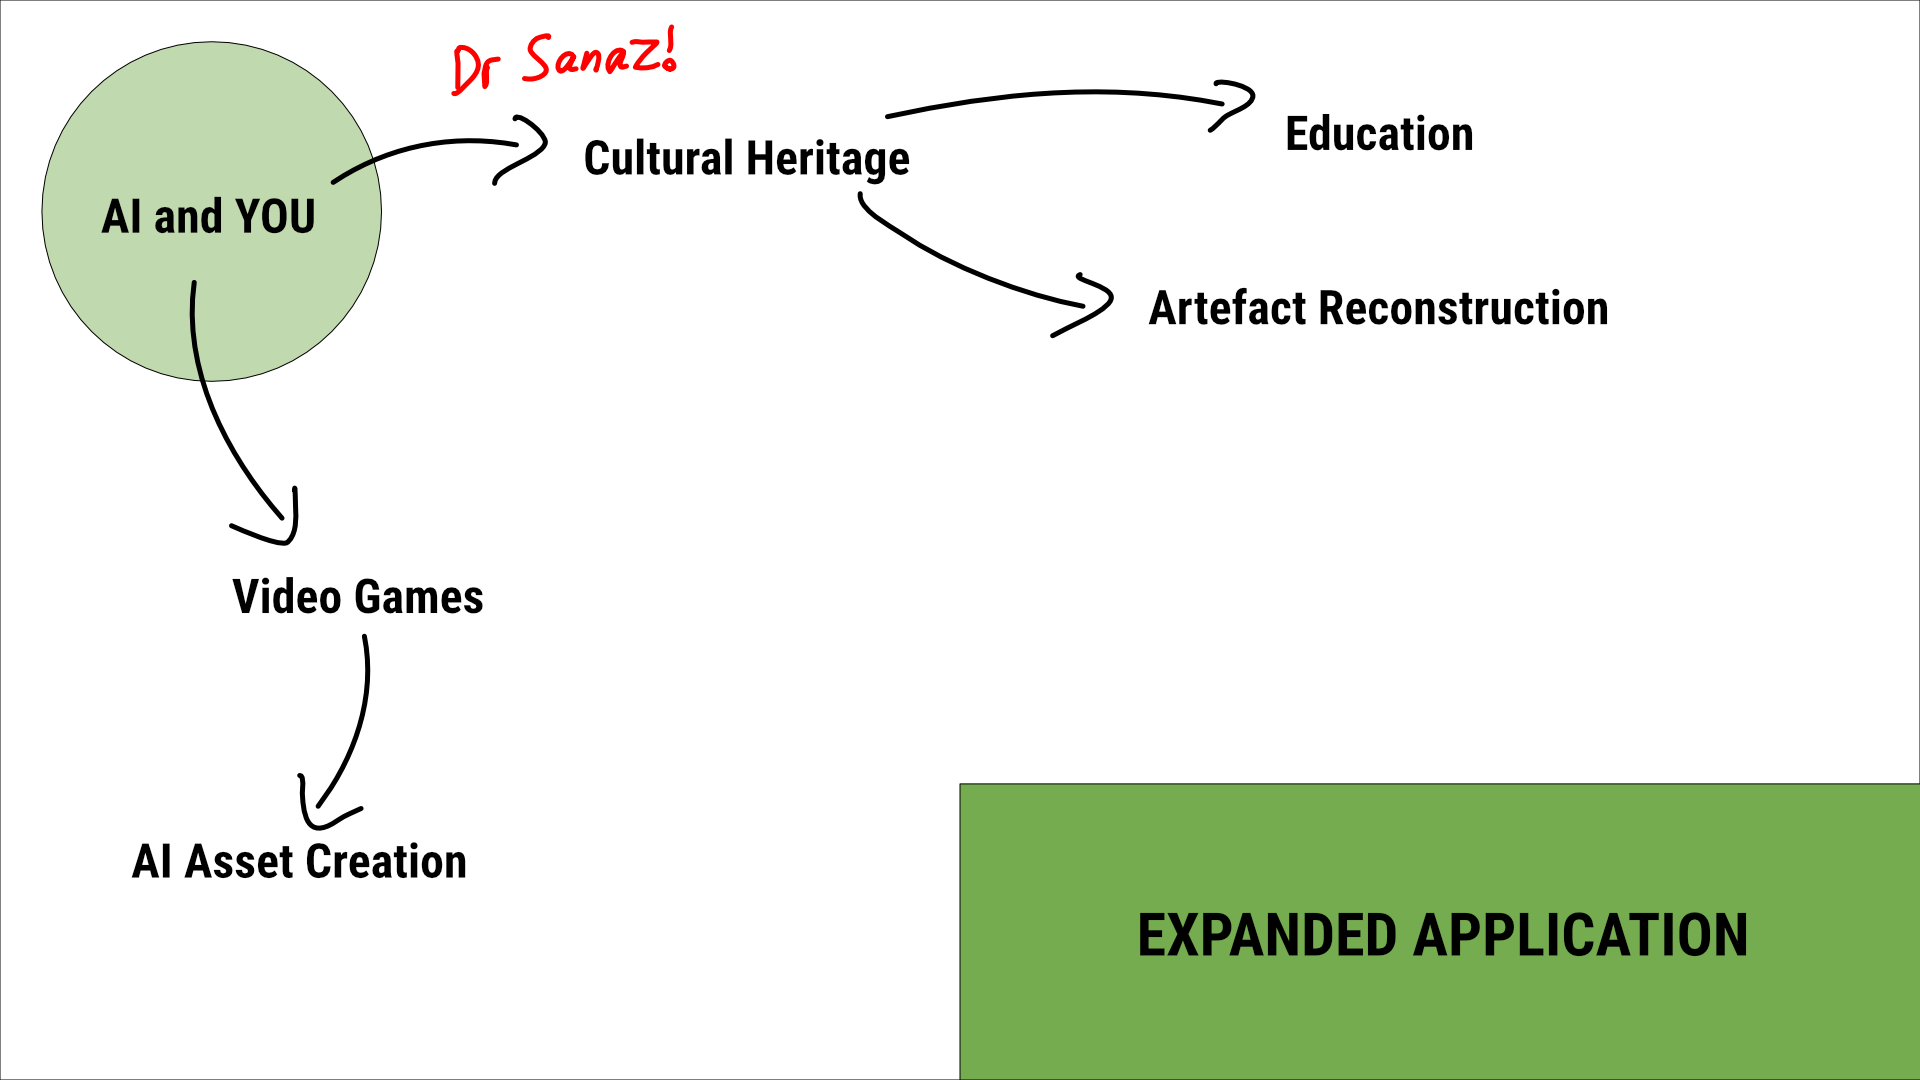 Dr Sanaz!
AI and YOU
Cultural Heritage
Education
Artefact Reconstruction
Video Games
AI Asset Creation
EXPANDED APPLICATION